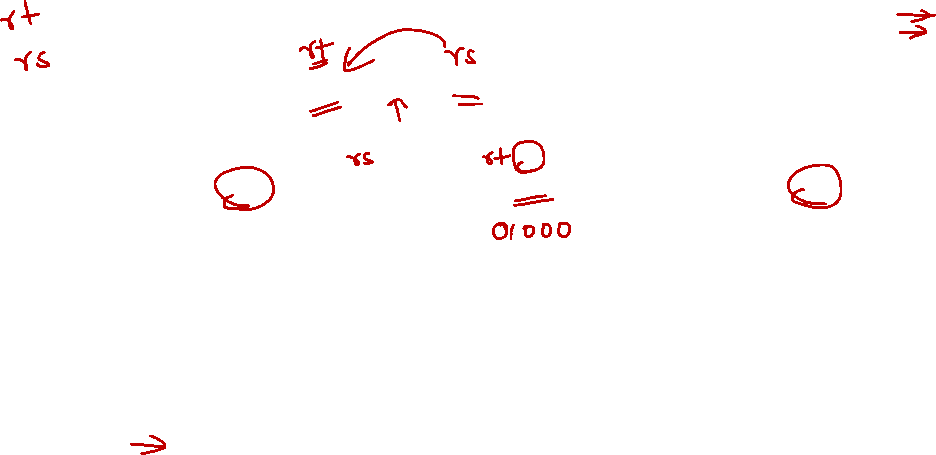 rt
rs
rt rs
rs rt
01000